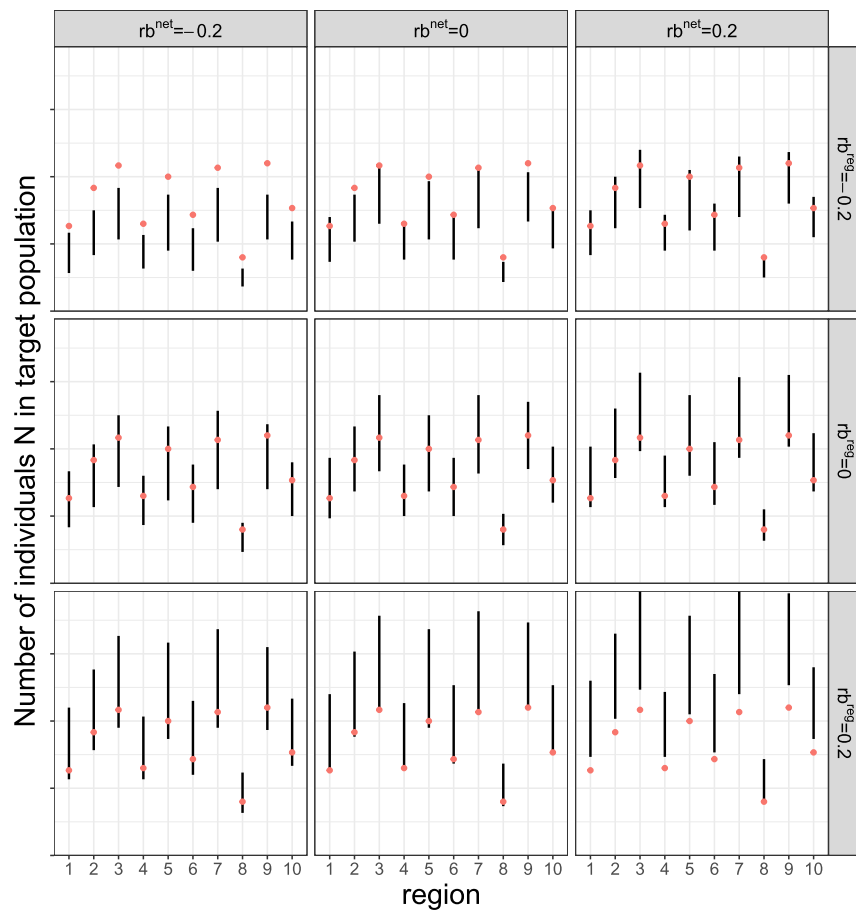 rb^net=−0.2 rb^net=0 rb^net=0.2
rb^reg=−0.2
rb^reg=0
rb^reg=0.2
Number of individuals N in target population
1 2 3 4 5 6 7 8 9 10 1 2 3 4 5 6 7 8 9 10 1 2 3 4 5 6 7 8 9 10
region